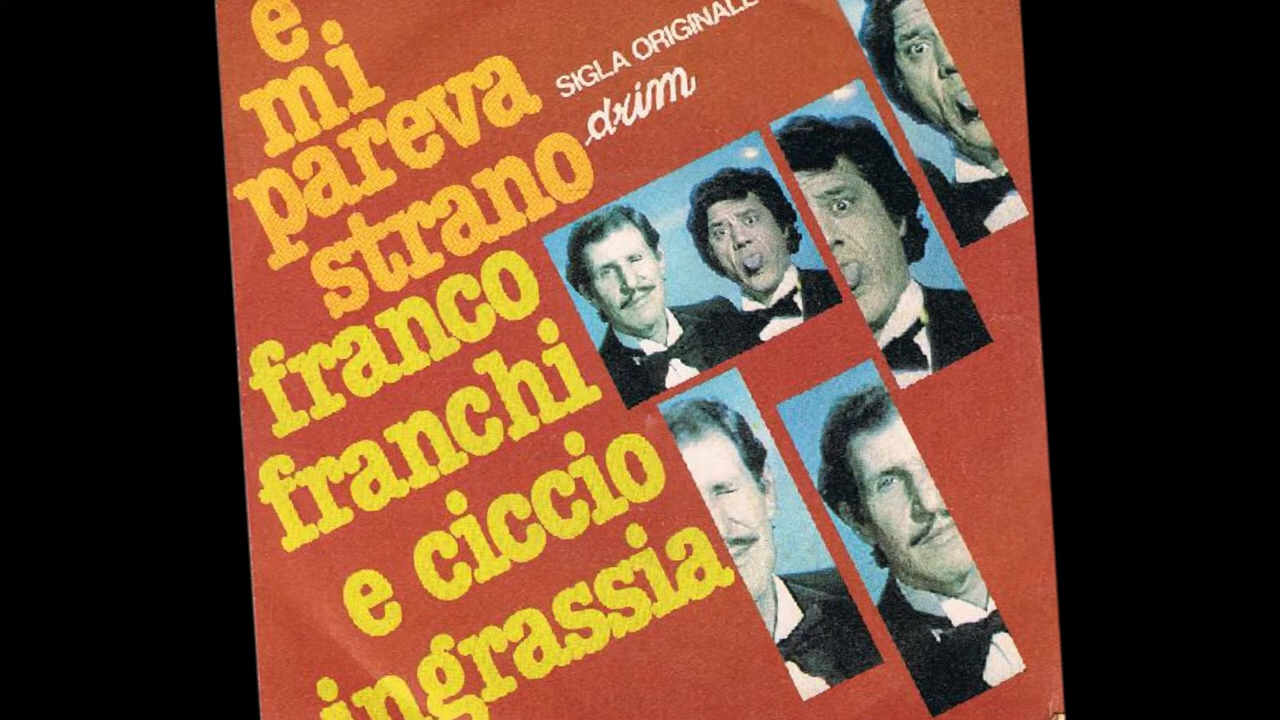 e
mi
pareva
strano
franco
franchi
e ciccio
ingrassia
SIGLA ORIGINALE
drim